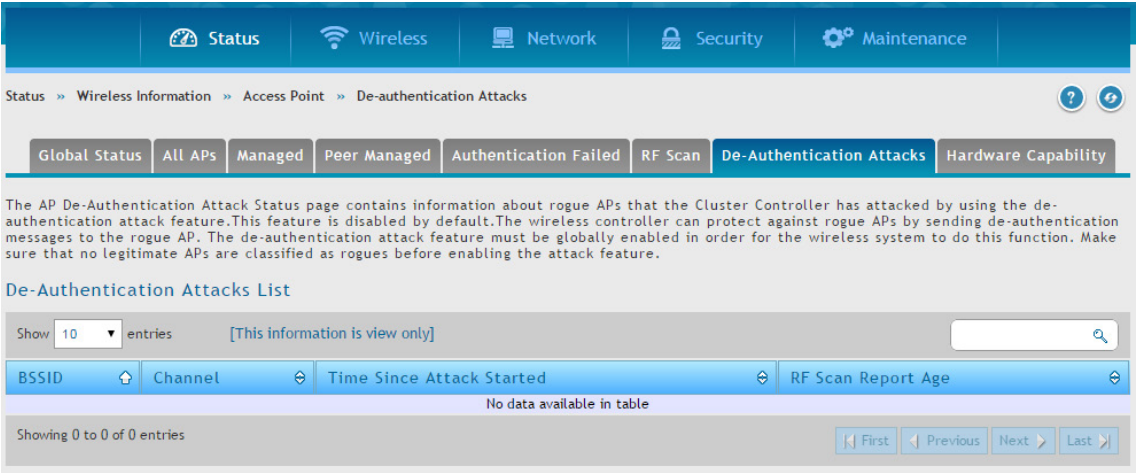 Status Wireless Network Security Maintenance
Status » Wireless Information » Access Point » De-authentication Attacks ?
Global Status All APs Managed Peer Managed Authentication Failed RF Scan De-Authentication Attacks Hardware Capability
The AP De-Authentication Attack Status page contains information about rogue APs that the Cluster Controller has attacked by using the de-
authentication attack feature.This feature is disabled by default.The wireless controller can protect against rogue APs by sending de-authentication
messages to the rogue AP. The de-authentication attack feature must be globally enabled in order for the wireless system to do this function. Make
sure that no legitimate APs are classified as rogues before enabling the attack feature.
De-Authentication Attacks List
Show 10 entries [This information is view only]
BSSID Channel Time Since Attack Started RF Scan Report Age
No data available in table
Showing 0 to 0 of 0 entries First Previous Next Last